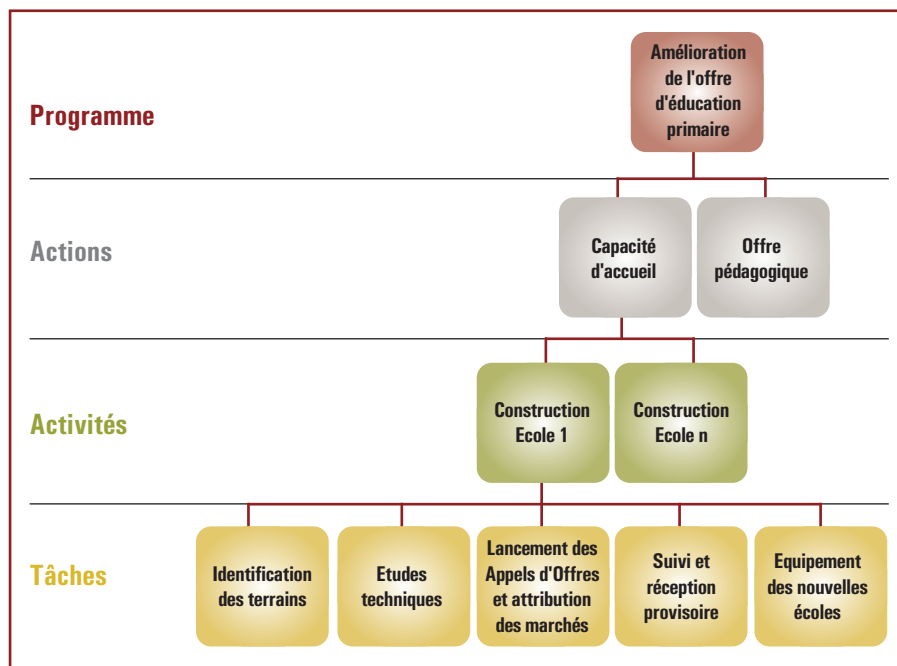 Programme
Amélioration
de l'offre
d'éducation
primaire
Actions
Capacité
d'accueil
Offre
pédagogique
Activités
Construction
Ecole 1
Construction
Ecole n
Tâches
Identification
des terrains
Etudes
techniques
Lancement des
Appels d'Offres
et attribution
des marchés
Suivi et
réception
provisoire
Equipement
des nouvelles
écoles